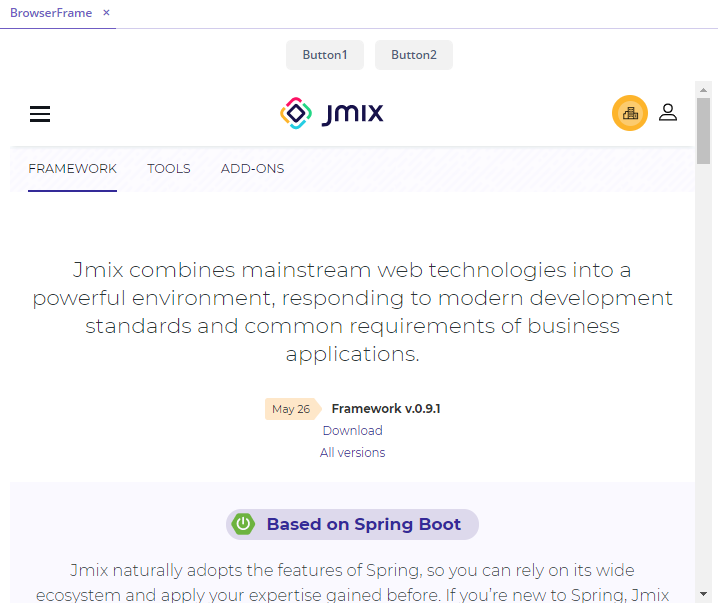 BrowserFrame ×
Button1 Button2
JMIX
FRAMEWORK TOOLS ADD-ONS
Jmix combines mainstream web technologies into a
powerful environment, responding to modern development
standards and common requirements of business
applications.
May 26 Framework v.0.9.1
Download
All versions
Based on Spring Boot
Jmix naturally adopts the features of Spring, so you can rely on its wide
ecosystem and apply your expertise gained before. If you’re new to Spring, Jmix